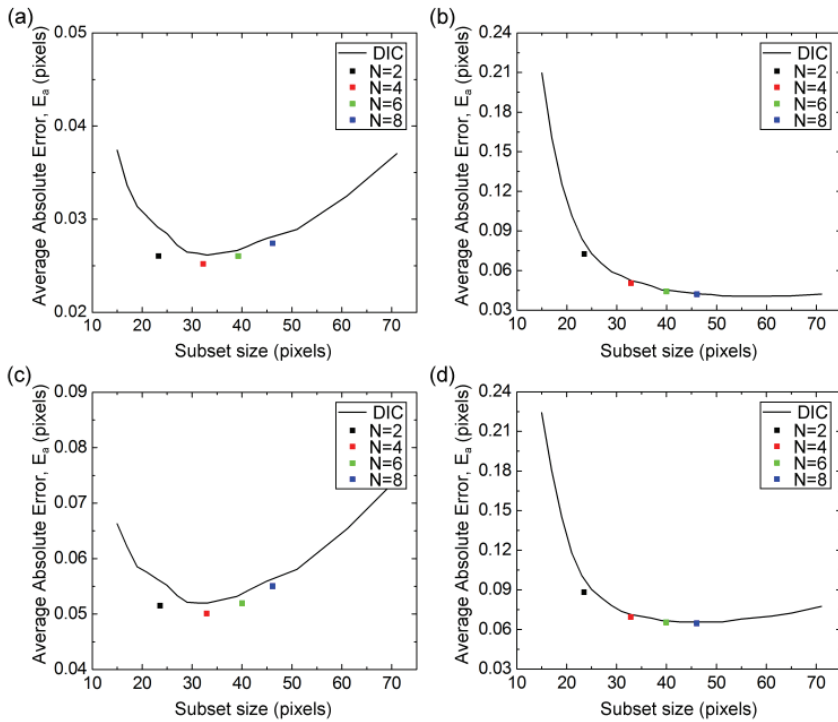 (a)
0.05
0.04
0.03
0.02
Average Absolute Error, Ea (pixels)
10 20 30 40 50 60 70
Subset size (pixels)
DIC
N=2
N=4
N=6
N=8
(b)
0.24
0.21
0.18
0.15
0.12
0.09
0.06
0.03
Average Absolute Error, Ea (pixels)
10 20 30 40 50 60 70
Subset size (pixels)
DIC
N=2
N=4
N=6
N=8
(c)
0.09
0.08
0.07
0.06
0.05
0.04
Average Absolute Error, Ea (pixels)
10 20 30 40 50 60 70
Subset size (pixels)
DIC
N=2
N=4
N=6
N=8
(d)
0.24
0.21
0.18
0.15
0.12
0.09
0.06
0.03
Average Absolute Error, Ea (pixels)
10 20 30 40 50 60 70
Subset size (pixels)
DIC
N=2
N=4
N=6
N=8